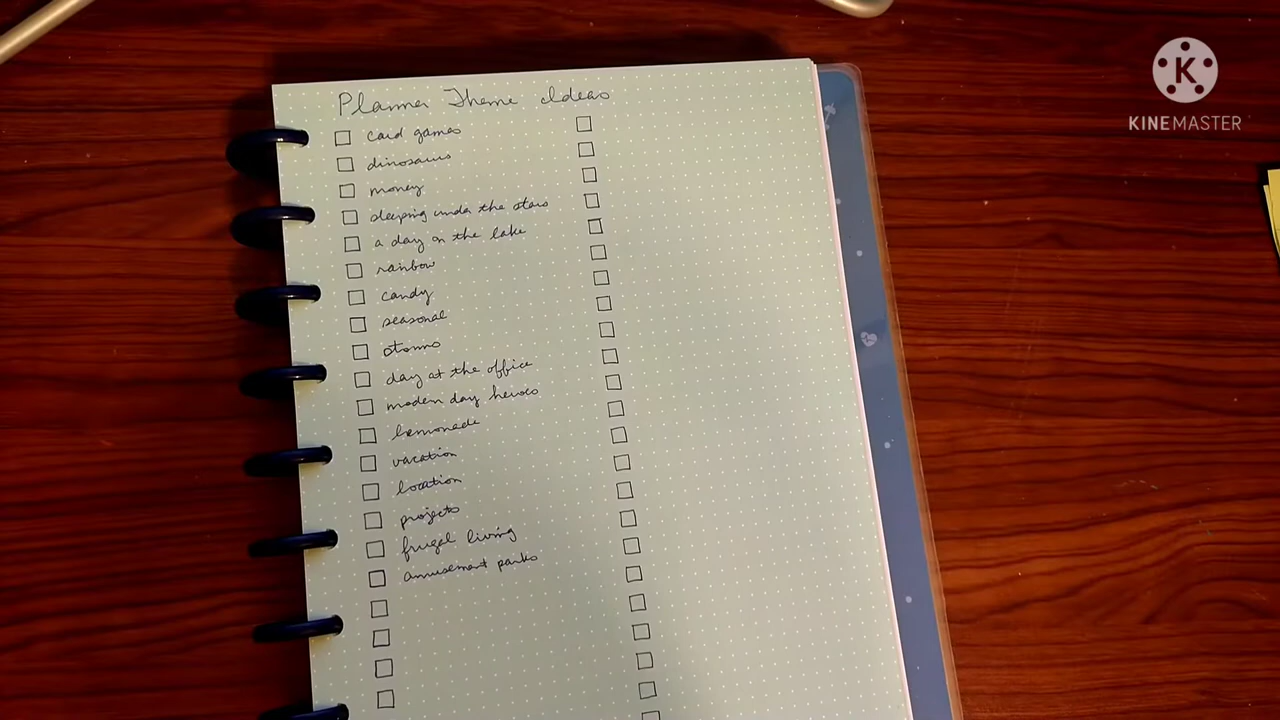 Planner Theme Ideas
card games
dinosaurs
money
sleeping under the stars
a day on the lake
rainbow
candy
seasonal
storms
day at the office
modern day heroes
lemonade
vacation
location
projects
frugal living
amusement parks
K
KINEMASTER